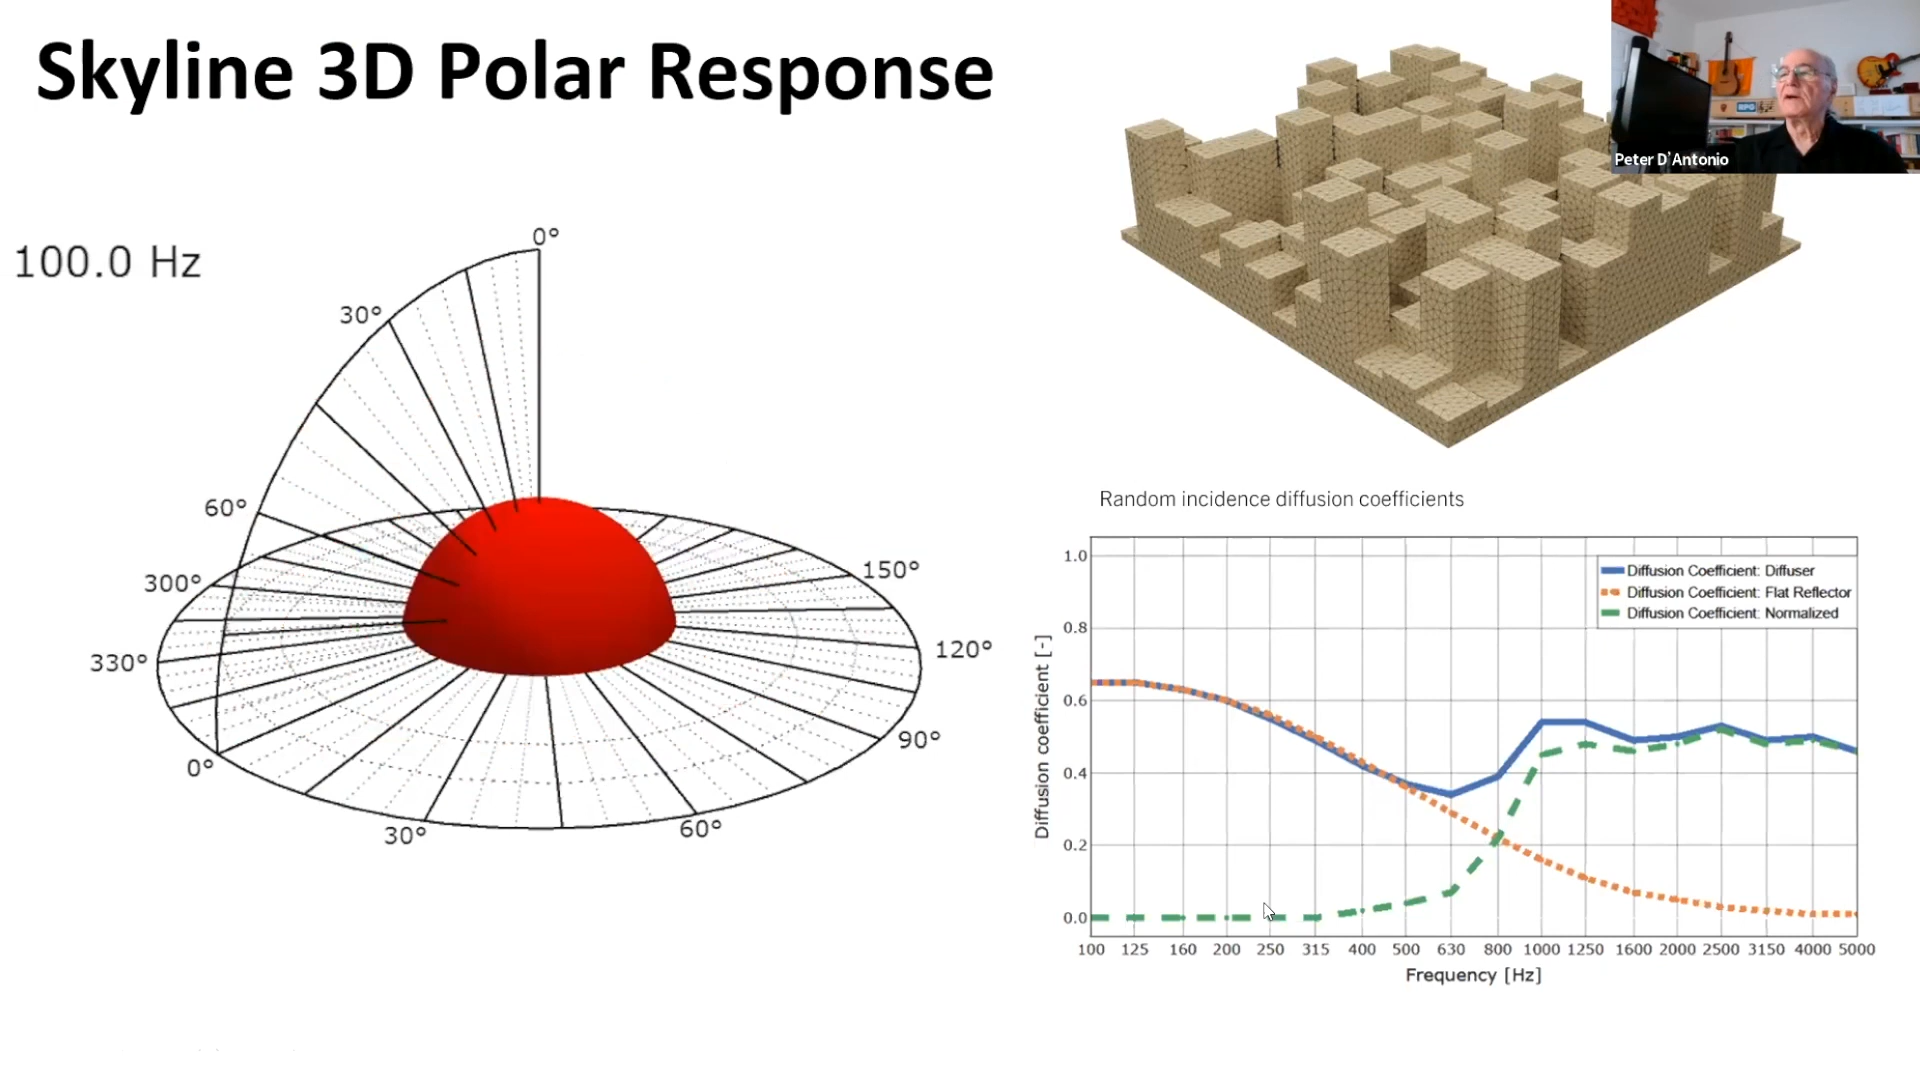 Skyline 3D Polar Response
RPG
Peter D'Antonio
100.0 Hz
0°
30°
60°
300°
330°
0°
30°
60°
90°
120°
150°
Random incidence diffusion coefficients
Diffusion Coefficient: Diffuser
Diffusion Coefficient: Flat Reflector
Diffusion Coefficient: Normalized
Diffusion coefficient [-]
1.0
0.8
0.6
0.4
0.2
0.0
100 125 160 200 250 315 400 500 630 800 1000 1250 1600 2000 2500 3150 4000 5000
Frequency [Hz]